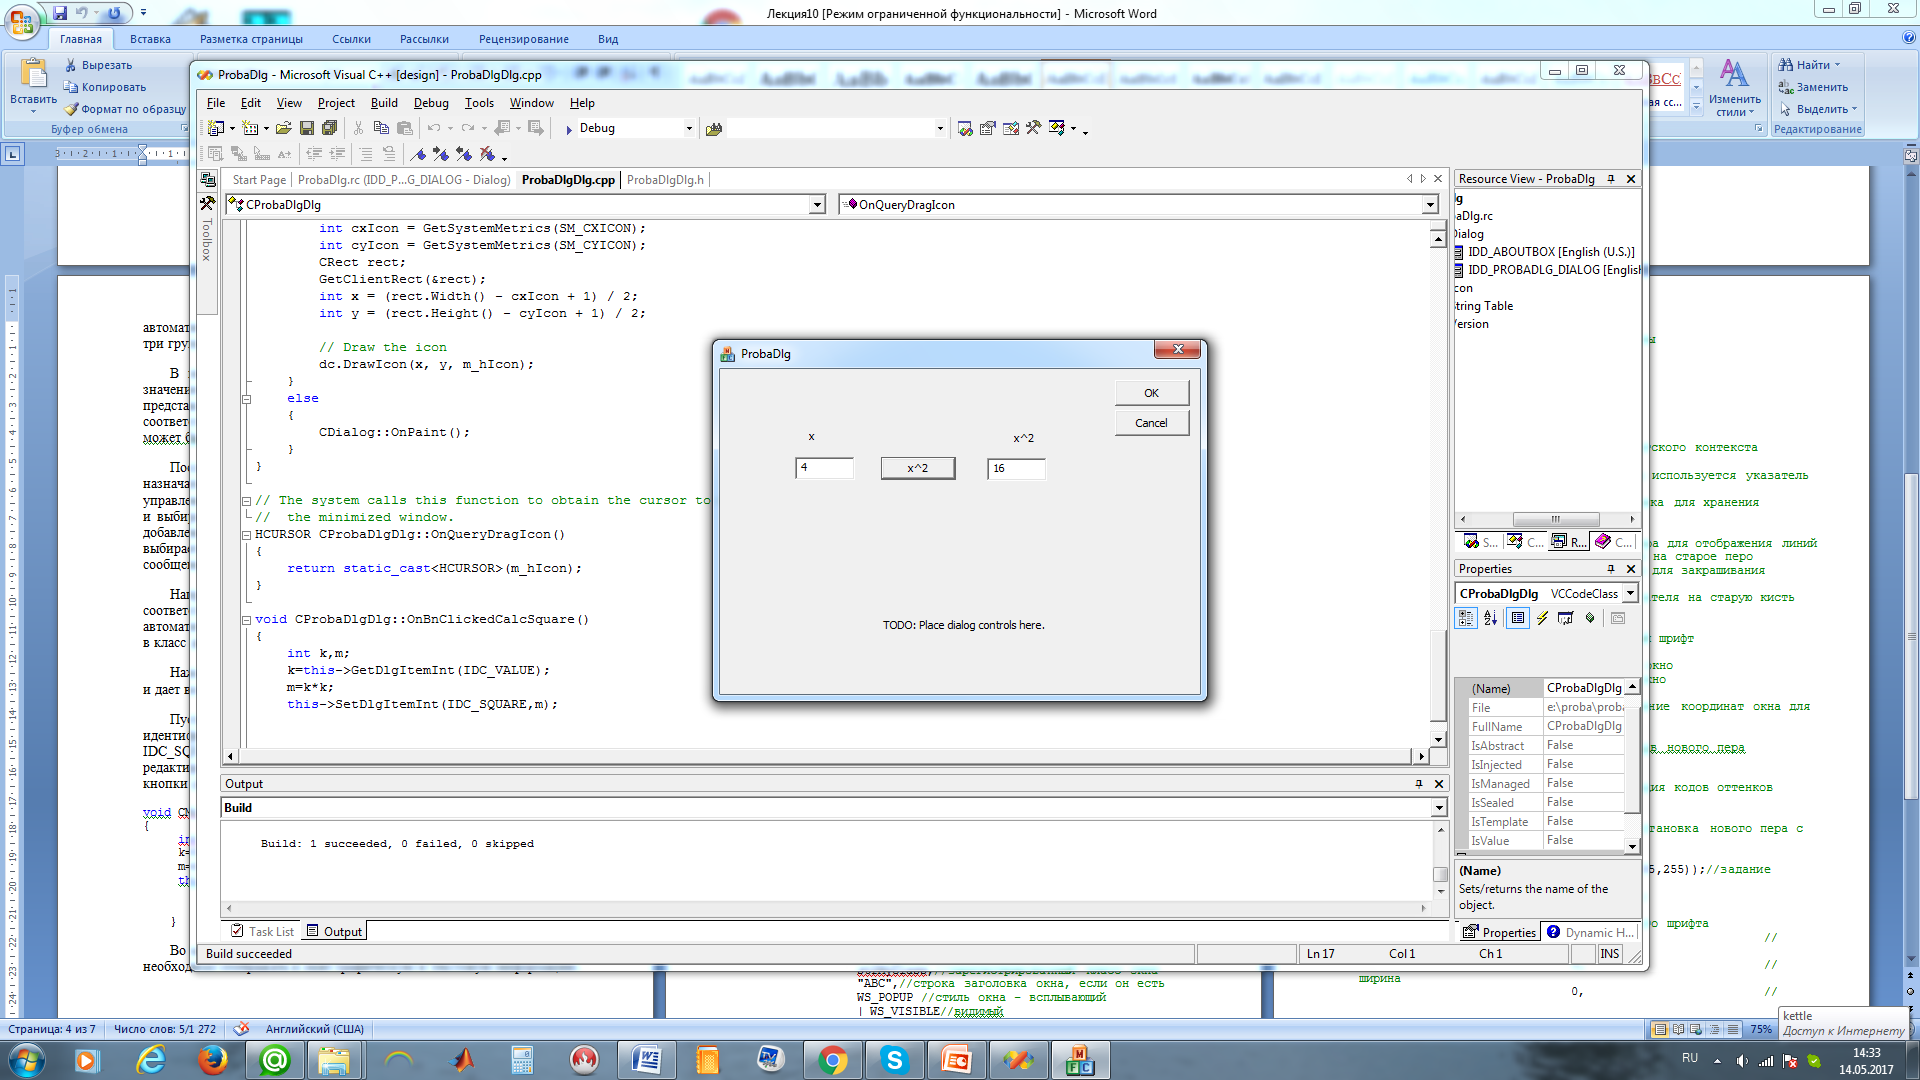 Лекция10 [Режим ограниченной функциональности] - Microsoft Word
Главная Вставка Разметка страницы Ссылки Рассылки Рецензирование Вид
Вставить
Вырезать
Копировать
Формат по образцу
Буфер обмена
Изменить стили
Найти
Заменить
Выделить
Редактирование
ProbaDlg - Microsoft Visual C++ [design] - ProbaDlgDlg.cpp
File Edit View Project Build Debug Tools Window Help
Debug
Start Page ProbaDlg.rc (IDD_P...G_DIALOG - Dialog) ProbaDlgDlg.cpp ProbaDlgDlg.h
CProbaDlgDlg OnQueryDragIcon
Toolbox
int cxIcon = GetSystemMetrics(SM_CXICON);
int cyIcon = GetSystemMetrics(SM_CYICON);
CRect rect;
GetClientRect(&rect);
int x = (rect.Width() - cxIcon + 1) / 2;
int y = (rect.Height() - cyIcon + 1) / 2;
// Draw the icon
dc.DrawIcon(x, y, m_hIcon);
}
else
{
CDialog::OnPaint();
}
}
// The system calls this function to obtain the cursor to
// the minimized window.
HCURSOR CProbaDlgDlg::OnQueryDragIcon()
{
return static_cast<HCURSOR>(m_hIcon);
}
void CProbaDlgDlg::OnBnClickedCalcSquare()
{
int k,m;
k=this->GetDlgItemInt(IDC_VALUE);
m=k*k;
this->SetDlgItemInt(IDC_SQUARE,m);
ProbaDlg
OK
Cancel
x x^2
4 x^2 16
TODO: Place dialog controls here.
Resource View - ProbaDlg
IDD_ABOUTBOX [English (U.S.)]
IDD_PROBADLG_DIALOG [English
String Table
Version
S... C... R... C...
Properties
CProbaDlgDlg VCCodeClass
(Name) CProbaDlgDlg
File e:\proba\proba
FullName CProbaDlgDlg
IsAbstract False
IsInjected False
IsManaged False
IsSealed False
IsTemplate False
IsValue False
(Name)
Sets/returns the name of the
object.
Properties Dynamic H...
Output
Build
Build: 1 succeeded, 0 failed, 0 skipped
Task List Output
Build succeeded Ln 17 Col 1 Ch 1 INS
контекста
используется указатель
для хранения
для отображения линий
на старое перо
для закрашивания
на старую кисть
шрифт
координат окна для
нового пера
кодов оттенков
нового пера с
255));//задание
шрифта
//
//
ширина
0, //
"ABC",//строка заголовка окна, если он есть
WS_POPUP //стиль окна - всплывающий
| WS_VISIBLE//видимый
Страница: 4 из 7 Число слов: 5/1 272 Английский (США) 75%
kettle
Доступ к Интернету
RU 14:33
14.05.2017